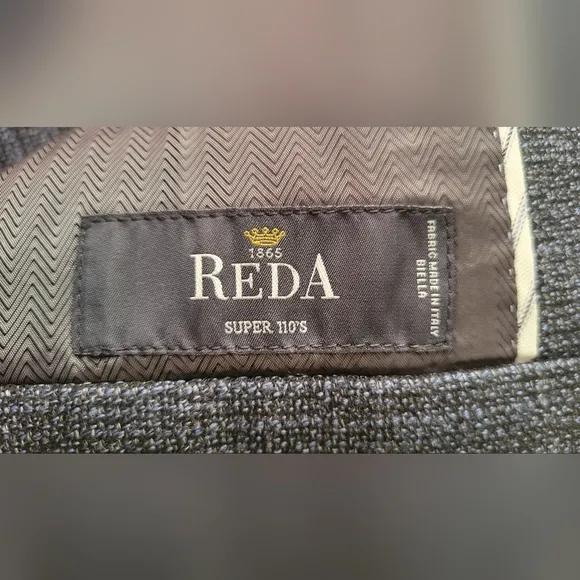 1865
REDA
SUPER 110'S
FABRIC MADE IN ITALY
BIELLA